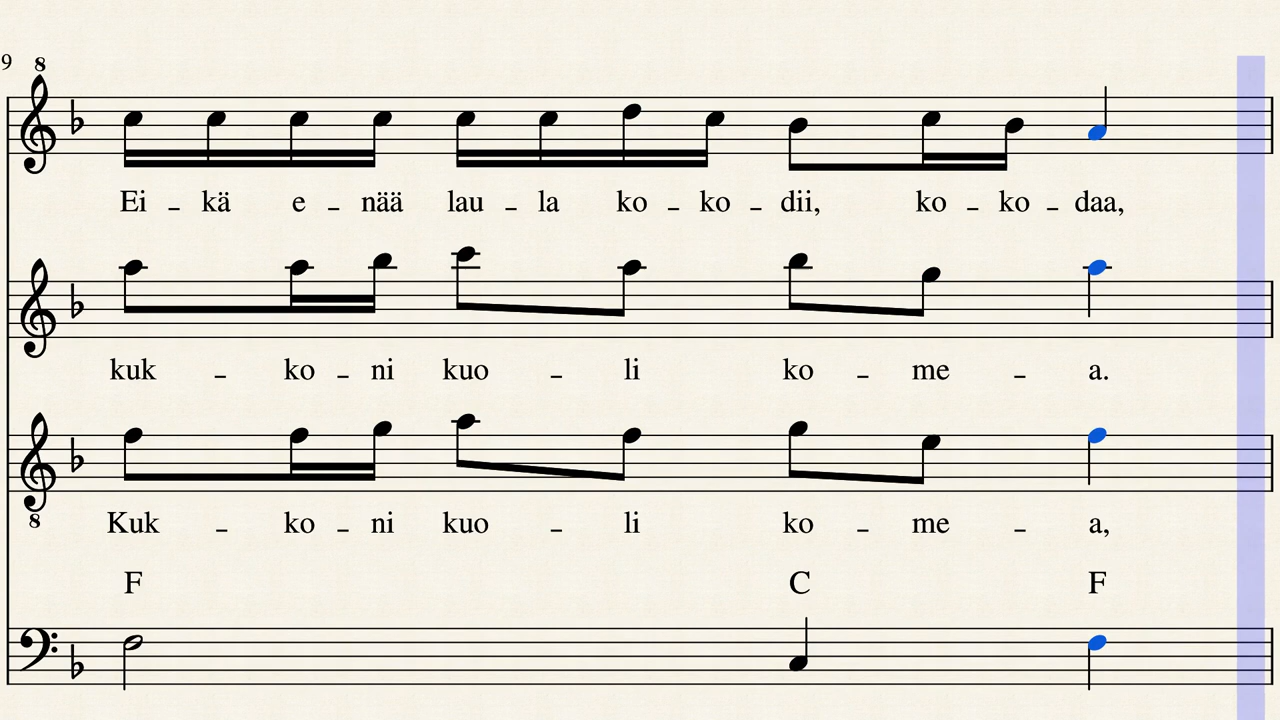 9 8
Ei - kä e - nää lau - la ko - ko - dii, ko - ko - daa,
kuk - ko - ni kuo - li ko - me - a.
Kuk - ko - ni kuo - li ko - me - a,
8
F C F